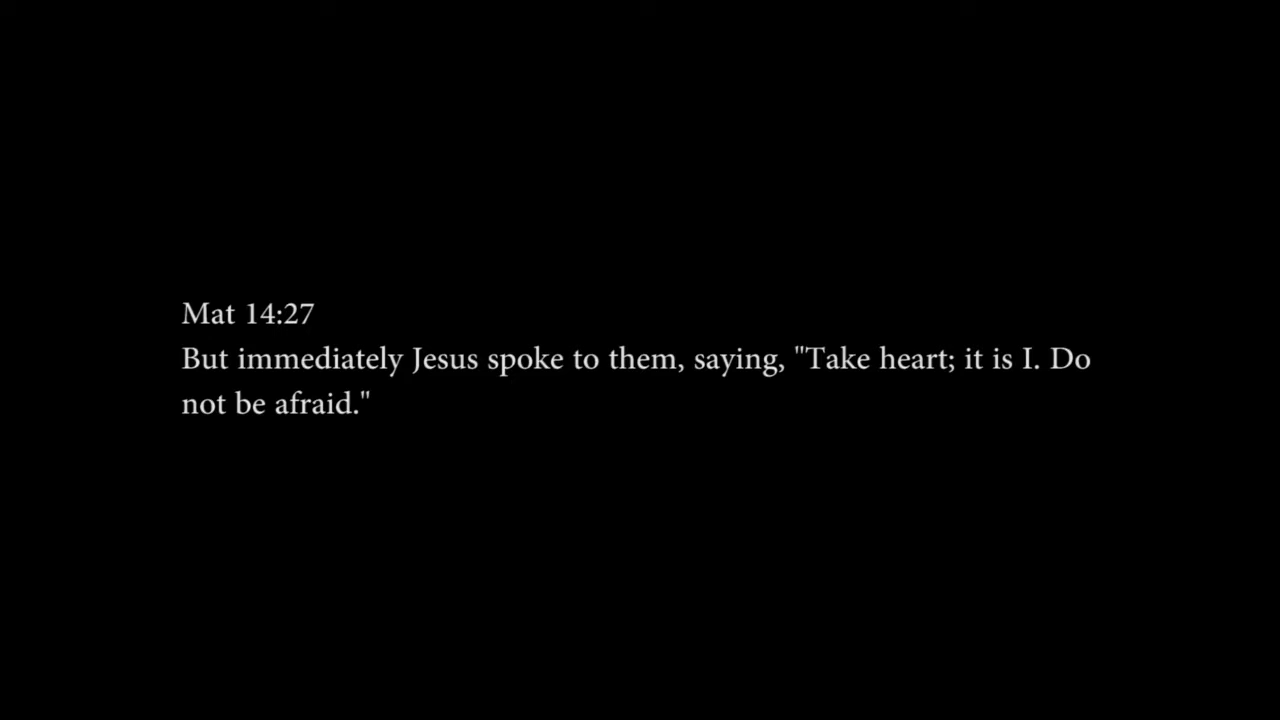 Mat 14:27
But immediately Jesus spoke to them, saying, "Take heart; it is I. Do
not be afraid."